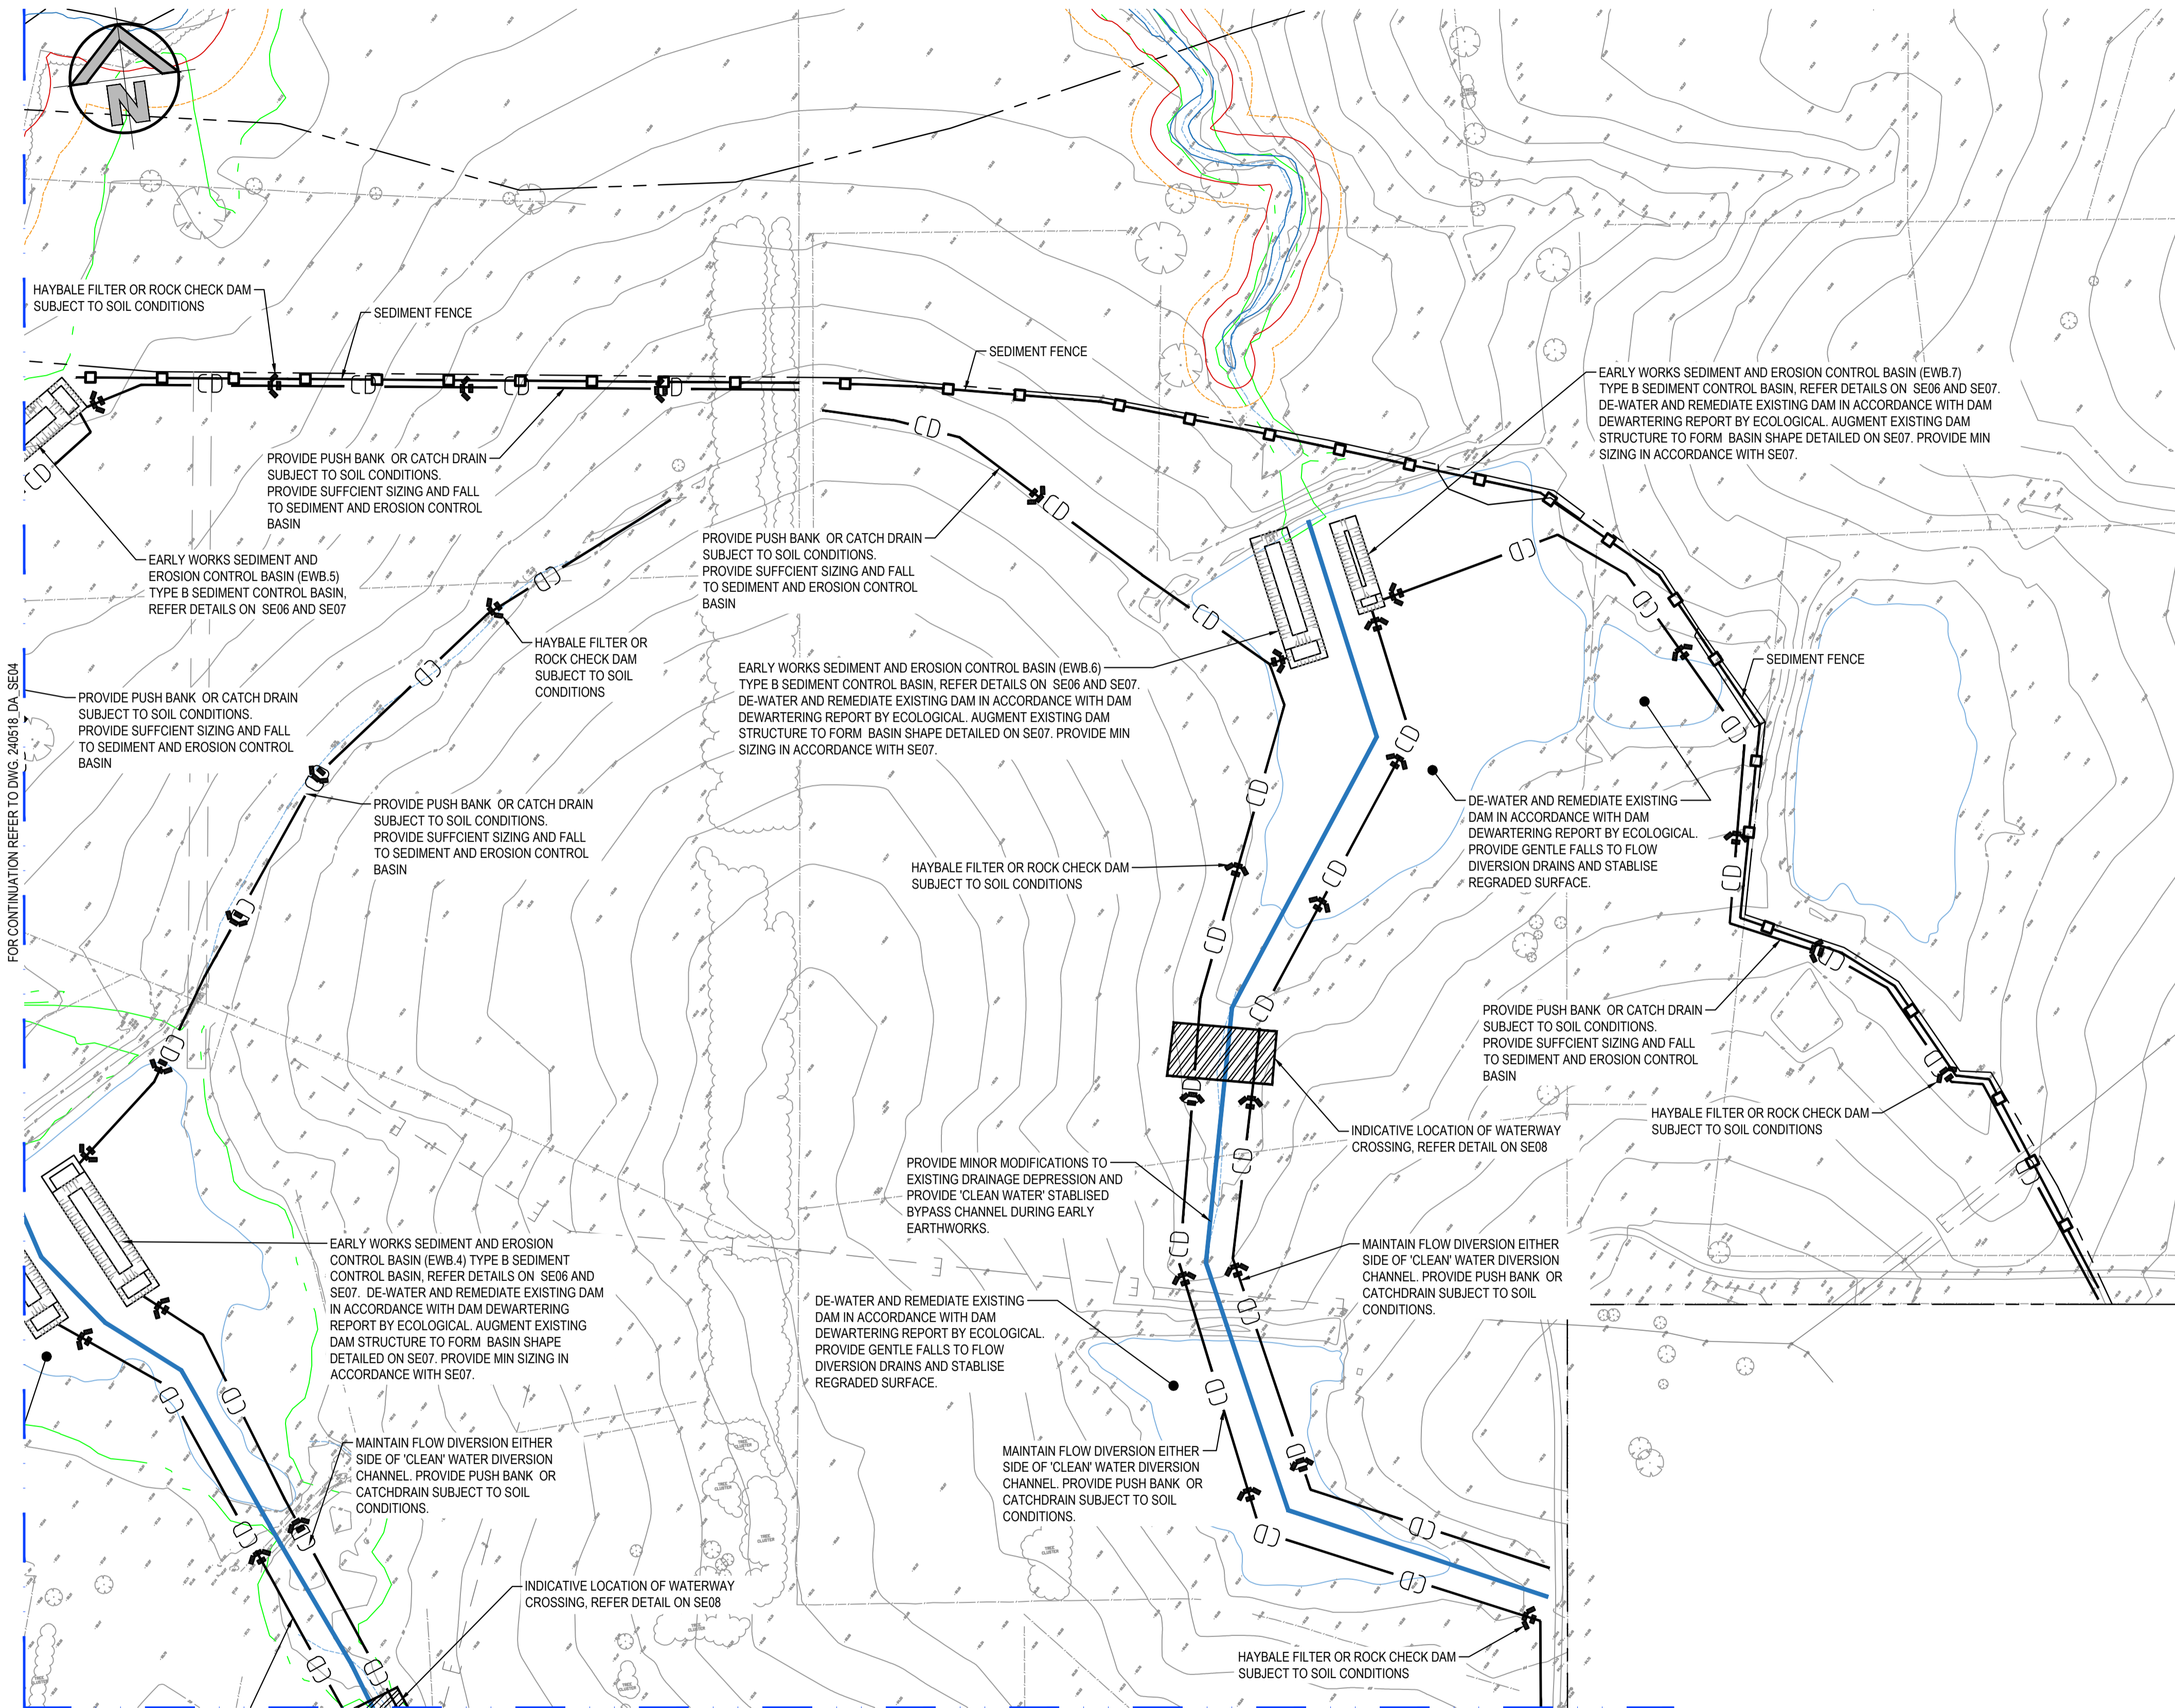 N
HAYBALE FILTER OR ROCK CHECK DAM
SUBJECT TO SOIL CONDITIONS
SEDIMENT FENCE
SEDIMENT FENCE
EARLY WORKS SEDIMENT AND EROSION CONTROL BASIN (EWB.7)
TYPE B SEDIMENT CONTROL BASIN, REFER DETAILS ON SE06 AND SE07.
DE-WATER AND REMEDIATE EXISTING DAM IN ACCORDANCE WITH DAM
DEWARTERING REPORT BY ECOLOGICAL. AUGMENT EXISTING DAM
STRUCTURE TO FORM BASIN SHAPE DETAILED ON SE07. PROVIDE MIN
SIZING IN ACCORDANCE WITH SE07.
PROVIDE PUSH BANK OR CATCH DRAIN
SUBJECT TO SOIL CONDITIONS.
PROVIDE SUFFCIENT SIZING AND FALL
TO SEDIMENT AND EROSION CONTROL
BASIN
EARLY WORKS SEDIMENT AND
EROSION CONTROL BASIN (EWB.5)
TYPE B SEDIMENT CONTROL BASIN,
REFER DETAILS ON SE06 AND SE07
PROVIDE PUSH BANK OR CATCH DRAIN
SUBJECT TO SOIL CONDITIONS.
PROVIDE SUFFCIENT SIZING AND FALL
TO SEDIMENT AND EROSION CONTROL
BASIN
HAYBALE FILTER OR
ROCK CHECK DAM
SUBJECT TO SOIL
CONDITIONS
EARLY WORKS SEDIMENT AND EROSION CONTROL BASIN (EWB.6)
TYPE B SEDIMENT CONTROL BASIN, REFER DETAILS ON SE06 AND SE07.
DE-WATER AND REMEDIATE EXISTING DAM IN ACCORDANCE WITH DAM
DEWARTERING REPORT BY ECOLOGICAL. AUGMENT EXISTING DAM
STRUCTURE TO FORM BASIN SHAPE DETAILED ON SE07. PROVIDE MIN
SIZING IN ACCORDANCE WITH SE07.
SEDIMENT FENCE
FOR CONTINUATION REFER TO DWG. 240518_DA_SE04
PROVIDE PUSH BANK OR CATCH DRAIN
SUBJECT TO SOIL CONDITIONS.
PROVIDE SUFFCIENT SIZING AND FALL
TO SEDIMENT AND EROSION CONTROL
BASIN
PROVIDE PUSH BANK OR CATCH DRAIN
SUBJECT TO SOIL CONDITIONS.
PROVIDE SUFFCIENT SIZING AND FALL
TO SEDIMENT AND EROSION CONTROL
BASIN
DE-WATER AND REMEDIATE EXISTING
DAM IN ACCORDANCE WITH DAM
DEWARTERING REPORT BY ECOLOGICAL.
PROVIDE GENTLE FALLS TO FLOW
DIVERSION DRAINS AND STABLISE
REGRADED SURFACE.
HAYBALE FILTER OR ROCK CHECK DAM
SUBJECT TO SOIL CONDITIONS
PROVIDE PUSH BANK OR CATCH DRAIN
SUBJECT TO SOIL CONDITIONS.
PROVIDE SUFFCIENT SIZING AND FALL
TO SEDIMENT AND EROSION CONTROL
BASIN
HAYBALE FILTER OR ROCK CHECK DAM
SUBJECT TO SOIL CONDITIONS
INDICATIVE LOCATION OF WATERWAY
CROSSING, REFER DETAIL ON SE08
PROVIDE MINOR MODIFICATIONS TO
EXISTING DRAINAGE DEPRESSION AND
PROVIDE 'CLEAN WATER' STABLISED
BYPASS CHANNEL DURING EARLY
EARTHWORKS.
EARLY WORKS SEDIMENT AND EROSION
CONTROL BASIN (EWB.4) TYPE B SEDIMENT
CONTROL BASIN, REFER DETAILS ON SE06 AND
SE07. DE-WATER AND REMEDIATE EXISTING DAM
IN ACCORDANCE WITH DAM DEWARTERING
REPORT BY ECOLOGICAL. AUGMENT EXISTING
DAM STRUCTURE TO FORM BASIN SHAPE
DETAILED ON SE07. PROVIDE MIN SIZING IN
ACCORDANCE WITH SE07.
MAINTAIN FLOW DIVERSION EITHER
SIDE OF 'CLEAN' WATER DIVERSION
CHANNEL. PROVIDE PUSH BANK OR
CATCHDRAIN SUBJECT TO SOIL
CONDITIONS.
DE-WATER AND REMEDIATE EXISTING
DAM IN ACCORDANCE WITH DAM
DEWARTERING REPORT BY ECOLOGICAL.
PROVIDE GENTLE FALLS TO FLOW
DIVERSION DRAINS AND STABLISE
REGRADED SURFACE.
MAINTAIN FLOW DIVERSION EITHER
SIDE OF 'CLEAN' WATER DIVERSION
CHANNEL. PROVIDE PUSH BANK OR
CATCHDRAIN SUBJECT TO SOIL
CONDITIONS.
MAINTAIN FLOW DIVERSION EITHER
SIDE OF 'CLEAN' WATER DIVERSION
CHANNEL. PROVIDE PUSH BANK OR
CATCHDRAIN SUBJECT TO SOIL
CONDITIONS.
TREE
CLUSTER
INDICATIVE LOCATION OF WATERWAY
CROSSING, REFER DETAIL ON SE08
HAYBALE FILTER OR ROCK CHECK DAM
SUBJECT TO SOIL CONDITIONS